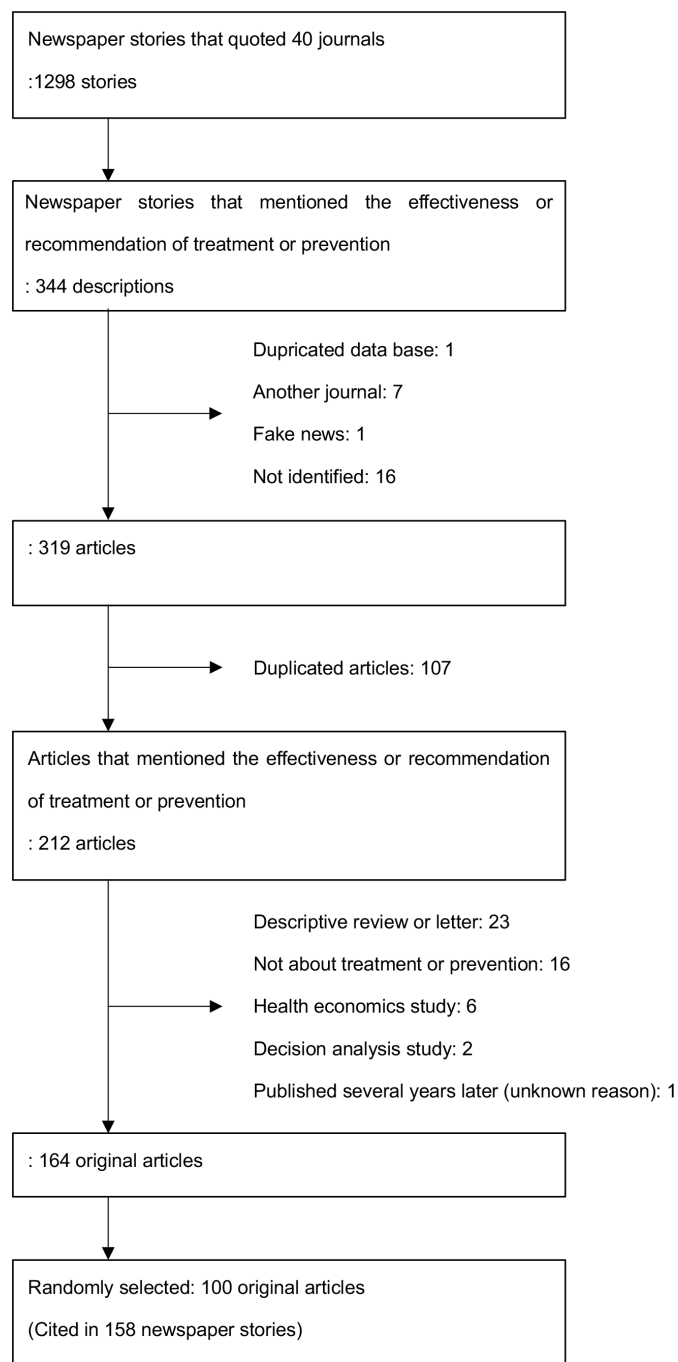 Newspaper stories that quoted 40 journals
:1298 stories
Newspaper stories that mentioned the effectiveness or
recommendation of treatment or prevention
: 344 descriptions
Dupricated data base: 1
Another journal: 7
Fake news: 1
Not identified: 16
: 319 articles
Duplicated articles: 107
Articles that mentioned the effectiveness or recommendation
of treatment or prevention
: 212 articles
Descriptive review or letter: 23
Not about treatment or prevention: 16
Health economics study: 6
Decision analysis study: 2
Published several years later (unknown reason): 1
: 164 original articles
Randomly selected: 100 original articles
(Cited in 158 newspaper stories)